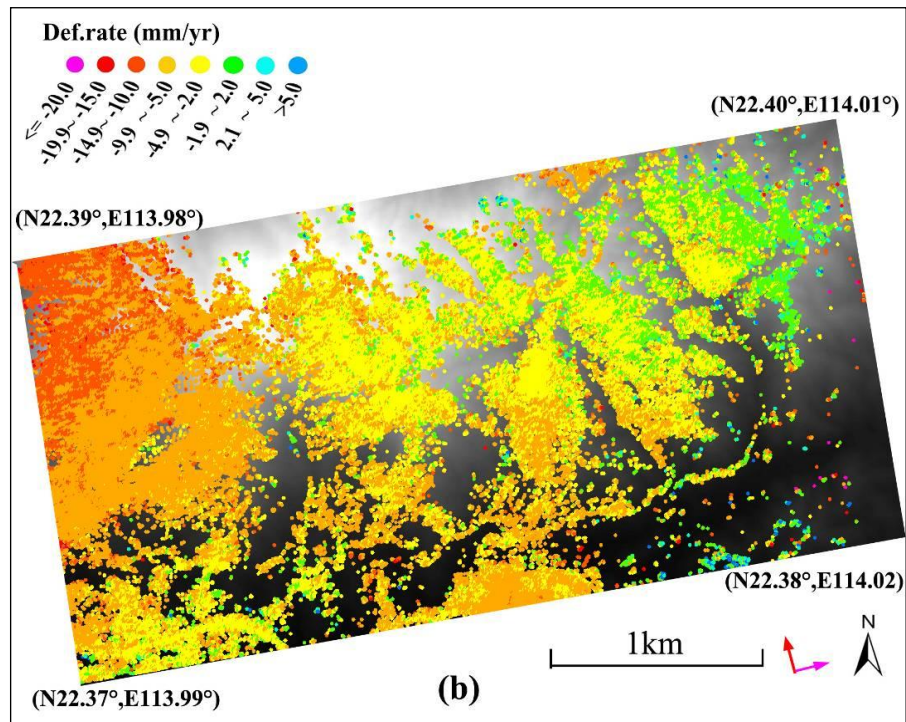 Def.rate (mm/yr)
<= -20.0
-19.9~ -15.0
-14.9~ -10.0
-9.9 ~ -5.0
-4.9 ~ -2.0
-1.9 ~ 2.0
2.1 ~ 5.0
>5.0
(N22.40°,E114.01°)
(N22.39°,E113.98°)
(N22.38°,E114.02)
1km
N
(b)
(N22.37°,E113.99°)